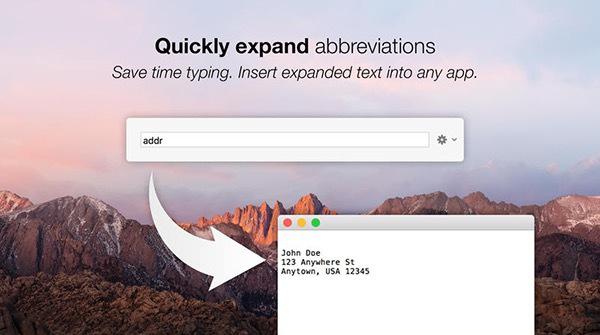 Quickly expand abbreviations
Save time typing. Insert expanded text into any app.
addr
John Doe
123 Anywhere St
Anytown, USA 12345